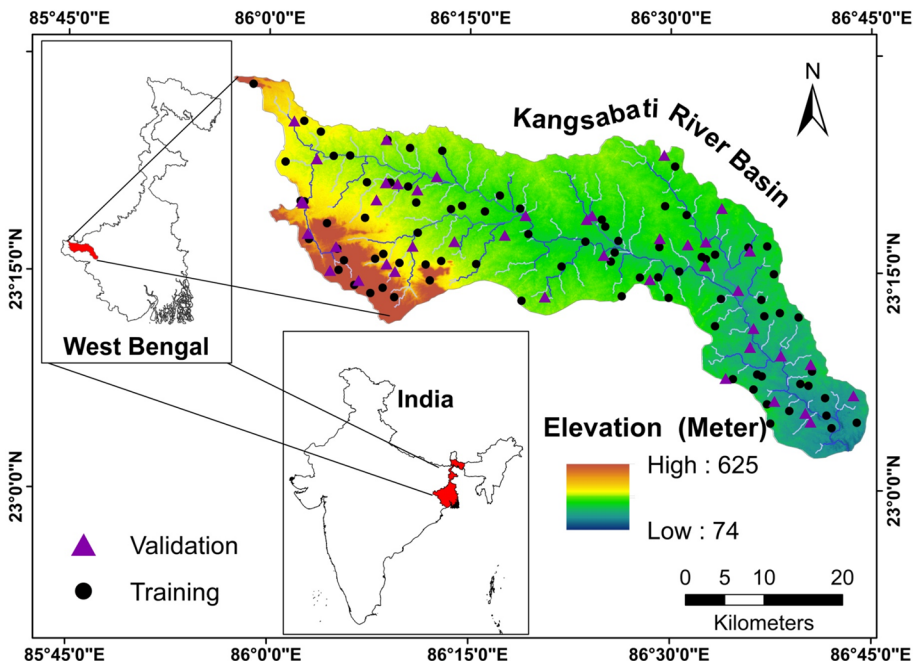 85°45'0"E 86°0'0"E 86°15'0"E 86°30'0"E 86°45'0"E
N
Kangsabati River Basin
23°15'0"N 23°15'0"N
West Bengal
India
Elevation (Meter)
High : 625
Low : 74
23°0'0"N 23°0'0"N
Validation
Training
0 5 10 20
Kilometers
85°45'0"E 86°0'0"E 86°15'0"E 86°30'0"E 86°45'0"E